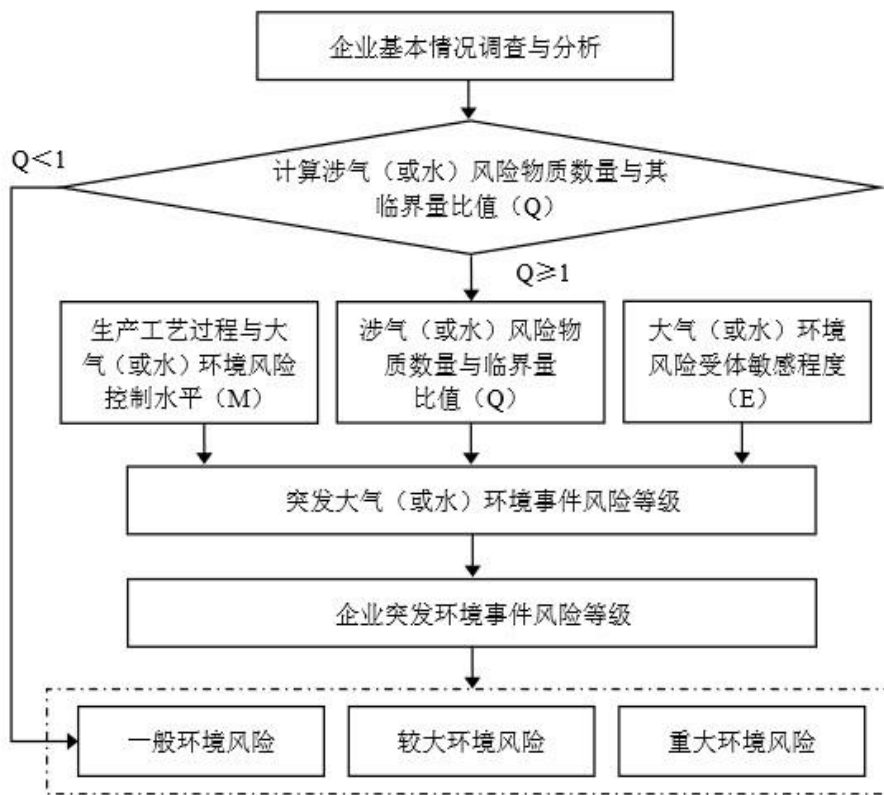 企业基本情况调查与分析
Q＜1
计算涉气（或水）风险物质数量与其
临界量比值（Q）
Q≥1
生产工艺过程与大
气（或水）环境风险
控制水平（M）
涉气（或水）风险物
质数量与临界量
比值（Q）
大气（或水）环境
风险受体敏感程度
（E）
突发大气（或水）环境事件风险等级
企业突发环境事件风险等级
一般环境风险
较大环境风险
重大环境风险